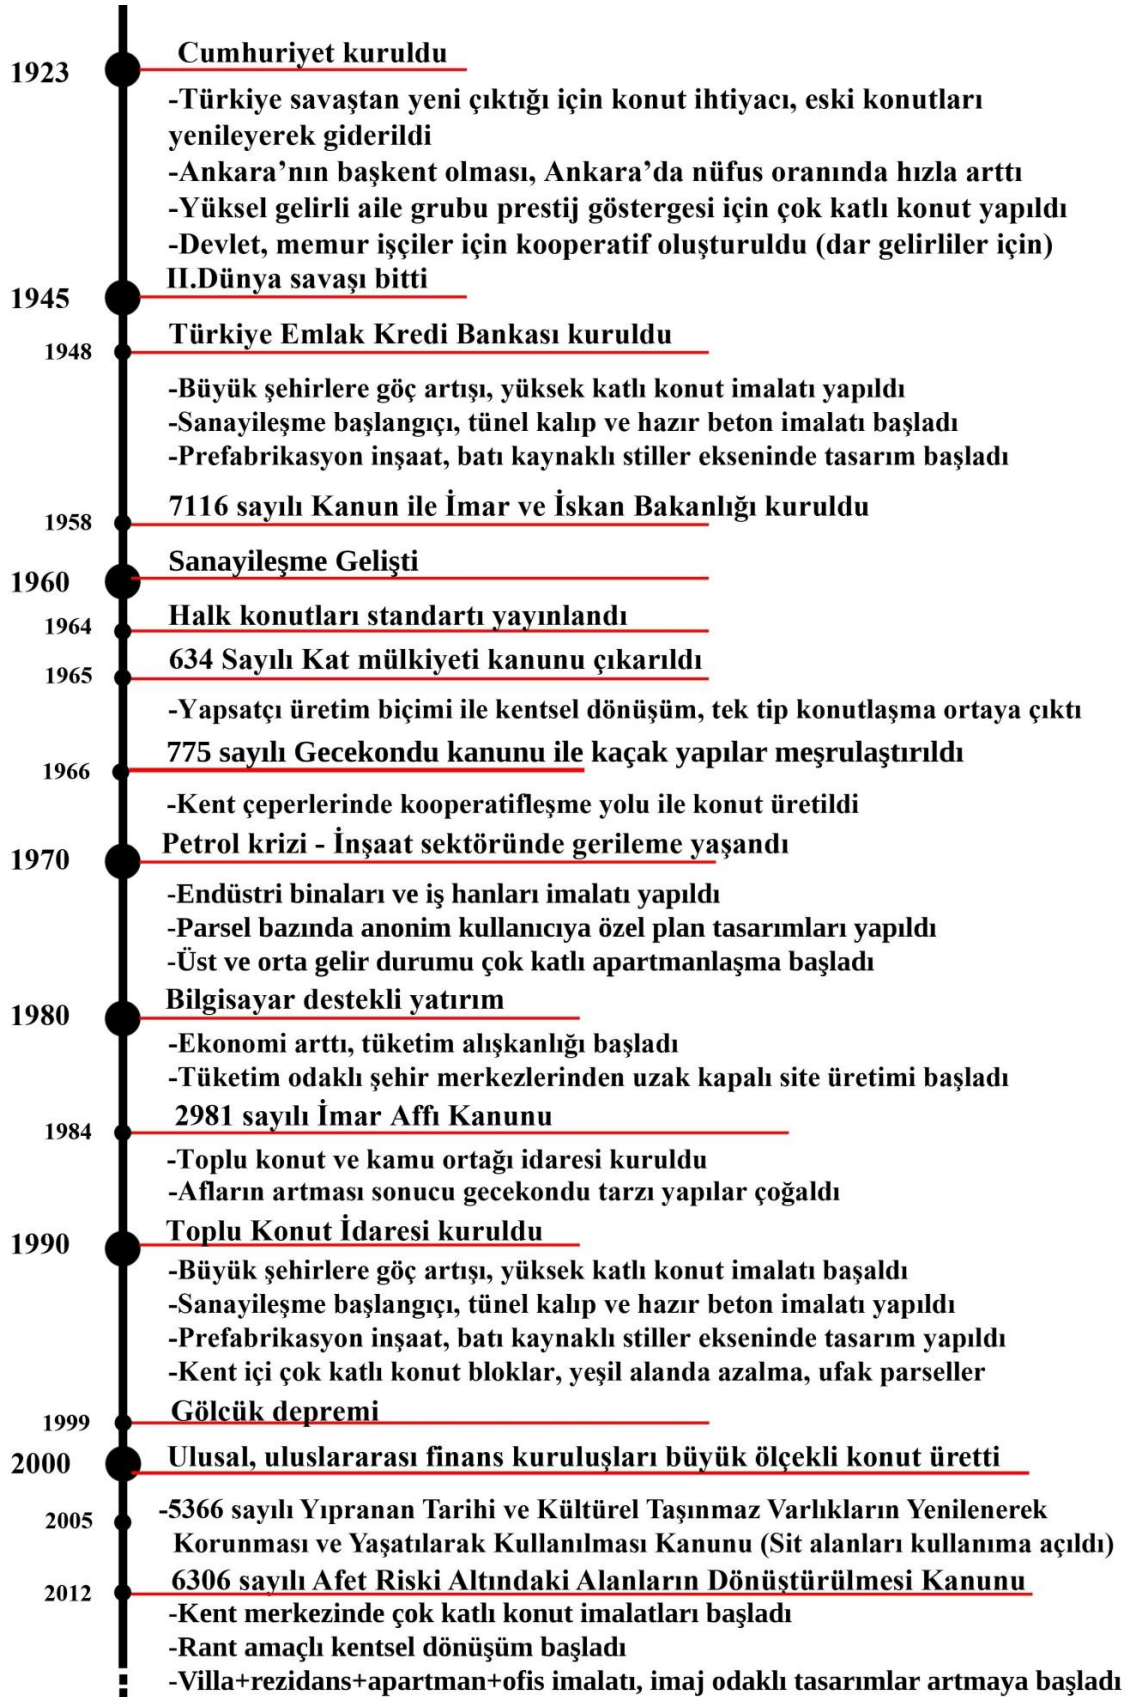 1923
Cumhuriyet kuruldu
-Türkiye savaştan yeni çıktığı için konut ihtiyacı, eski konutları
yenileyerek giderildi
-Ankara’nın başkent olması, Ankara’da nüfus oranında hızla arttı
-Yüksel gelirli aile grubu prestij göstergesi için çok katlı konut yapıldı
-Devlet, memur işçiler için kooperatif oluşturuldu (dar gelirliler için)
1945
II.Dünya savaşı bitti
1948
Türkiye Emlak Kredi Bankası kuruldu
-Büyük şehirlere göç artışı, yüksek katlı konut imalatı yapıldı
-Sanayileşme başlangıçı, tünel kalıp ve hazır beton imalatı başladı
-Prefabrikasyon inşaat, batı kaynaklı stiller ekseninde tasarım başladı
1958
7116 sayılı Kanun ile İmar ve İskan Bakanlığı kuruldu
1960
Sanayileşme Gelişti
1964
Halk konutları standartı yayınlandı
1965
634 Sayılı Kat mülkiyeti kanunu çıkarıldı
-Yapsatçı üretim biçimi ile kentsel dönüşüm, tek tip konutlaşma ortaya çıktı
1966
775 sayılı Gecekondu kanunu ile kaçak yapılar meşrulaştırıldı
-Kent çeperlerinde kooperatifleşme yolu ile konut üretildi
1970
Petrol krizi - İnşaat sektöründe gerileme yaşandı
-Endüstri binaları ve iş hanları imalatı yapıldı
-Parsel bazında anonim kullanıcıya özel plan tasarımları yapıldı
-Üst ve orta gelir durumu çok katlı apartmanlaşma başladı
1980
Bilgisayar destekli yatırım
-Ekonomi arttı, tüketim alışkanlığı başladı
-Tüketim odaklı şehir merkezlerinden uzak kapalı site üretimi başladı
1984
2981 sayılı İmar Affı Kanunu
-Toplu konut ve kamu ortağı idaresi kuruldu
-Afların artması sonucu gecekondu tarzı yapılar çoğaldı
1990
Toplu Konut İdaresi kuruldu
-Büyük şehirlere göç artışı, yüksek katlı konut imalatı başaldı
-Sanayileşme başlangıçı, tünel kalıp ve hazır beton imalatı yapıldı
-Prefabrikasyon inşaat, batı kaynaklı stiller ekseninde tasarım yapıldı
-Kent içi çok katlı konut bloklar, yeşil alanda azalma, ufak parseller
1999
Gölcük depremi
2000
Ulusal, uluslararası finans kuruluşları büyük ölçekli konut üretti
2005
-5366 sayılı Yıpranan Tarihi ve Kültürel Taşınmaz Varlıkların Yenilenerek
Korunması ve Yaşatılarak Kullanılması Kanunu (Sit alanları kullanıma açıldı)
2012
6306 sayılı Afet Riski Altındaki Alanların Dönüştürülmesi Kanunu
-Kent merkezinde çok katlı konut imalatları başladı
-Rant amaçlı kentsel dönüşüm başladı
-Villa+rezidans+apartman+ofis imalatı, imaj odaklı tasarımlar artmaya başladı